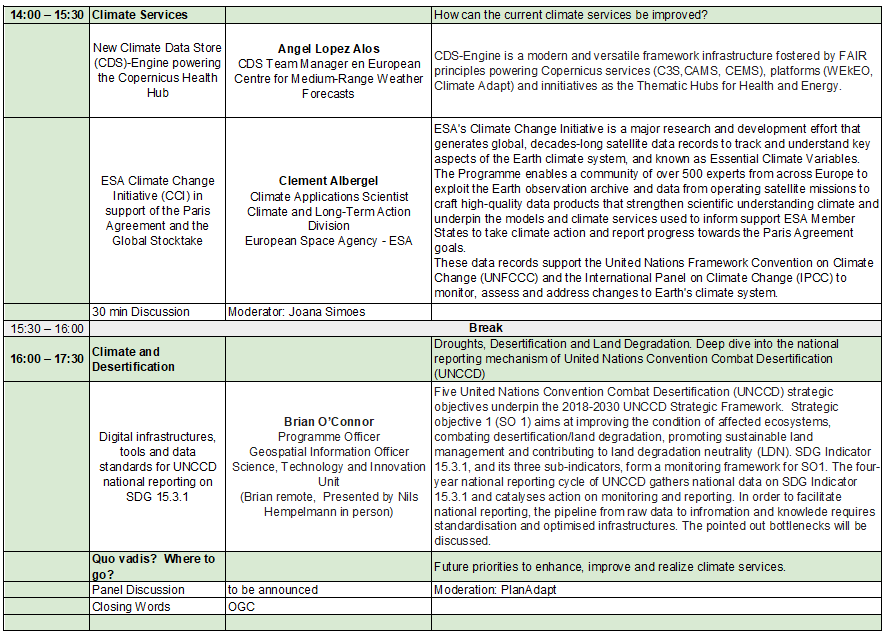 14:00 – 15:30 Climate Services How can the current climate services be improved?
New Climate Data Store
(CDS)-Engine powering
the Copernicus Health
Hub
Angel Lopez Alos
CDS Team Manager en European
Centre for Medium-Range Weather
Forecasts
CDS-Engine is a modern and versatile framework infrastructure fostered by FAIR
principles powering Copernicus services (C3S,CAMS, CEMS), platforms (WEkEO,
Climate Adapt) and innitiatives as the Thematic Hubs for Health and Energy.
ESA Climate Change
Initiative (CCI) in
support of the Paris
Agreement and the
Global Stocktake
Clement Albergel
Climate Applications Scientist
Climate and Long-Term Action
Division
European Space Agency - ESA
ESA's Climate Change Initiative is a major research and development effort that
generates global, decades-long satellite data records to track and understand key
aspects of the Earth climate system, and known as Essential Climate Variables.
The Programme enables a community of over 500 experts from across Europe to
exploit the Earth observation archive and data from operating satellite missions to
craft high-quality data products that strengthen scientific understanding climate and
underpin the models and climate services used to inform support ESA Member
States to take climate action and report progress towards the Paris Agreement
goals.
These data records support the United Nations Framework Convention on Climate
Change (UNFCCC) and the International Panel on Climate Change (IPCC) to
monitor, assess and address changes to Earth's climate system.
30 min Discussion Moderator: Joana Simoes
15:30 – 16:00 Break
16:00 – 17:30 Climate and
Desertification
Droughts, Desertification and Land Degradation. Deep dive into the national
reporting mechanism of United Nations Convention Combat Desertification
(UNCCD)
Digital infrastructures,
tools and data
standards for UNCCD
national reporting on
SDG 15.3.1
Brian O'Connor
Programme Officer
Geospatial Information Officer
Science, Technology and Innovation
Unit
(Brian remote, Presented by Nils
Hempelmann in person)
Five United Nations Convention Combat Desertification (UNCCD) strategic
objectives underpin the 2018-2030 UNCCD Strategic Framework. Strategic
objective 1 (SO 1) aims at improving the condition of affected ecosystems,
combating desertification/land degradation, promoting sustainable land
management and contributing to land degradation neutrality (LDN). SDG Indicator
15.3.1, and its three sub-indicators, form a monitoring framework for SO1. The four-
year national reporting cycle of UNCCD gathers national data on SDG Indicator
15.3.1 and catalyses action on monitoring and reporting. In order to facilitate
national reporting, the pipeline from raw data to infromation and knowlede requires
standardisation and optimised infrastructures. The pointed out bottlenecks will be
discussed.
Quo vadis? Where to
go?
Future priorities to enhance, improve and realize climate services.
Panel Discussion to be announced Moderation: PlanAdapt
Closing Words OGC